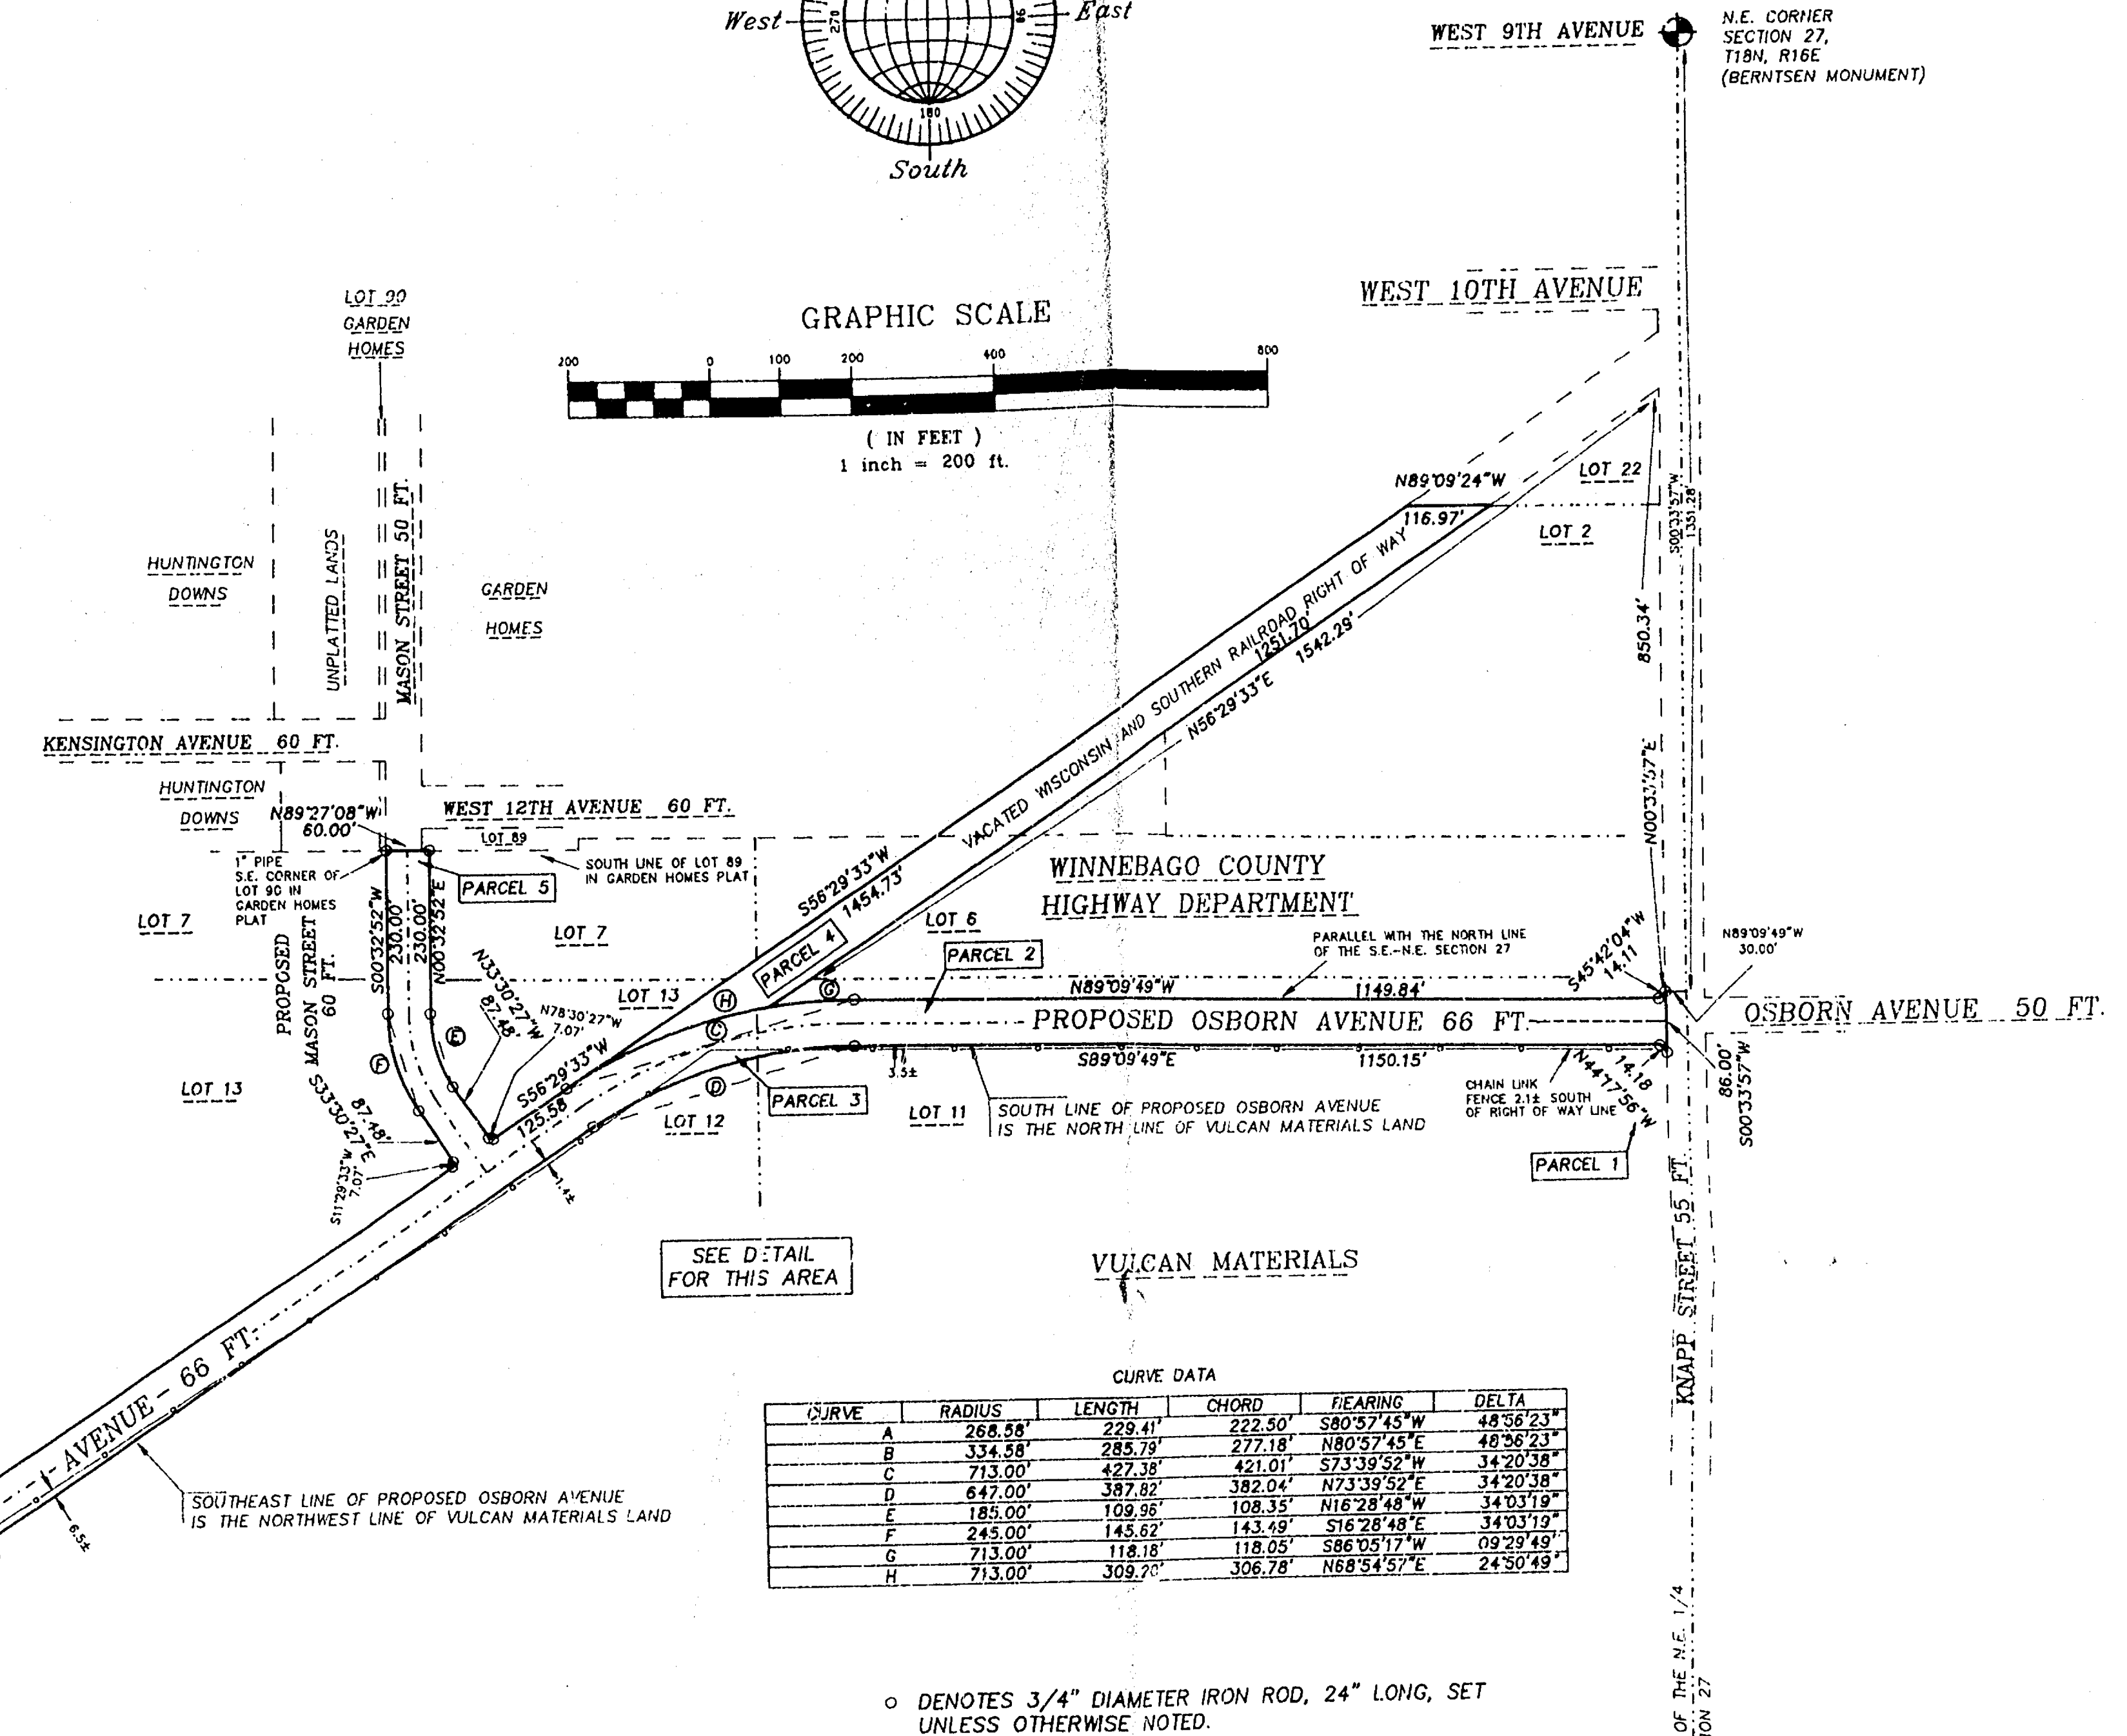 West
270
90
East
180
South
WEST 9TH AVENUE
N.E. CORNER
SECTION 27,
T18N, R16E
(BERNTSEN MONUMENT)
WEST 10TH AVENUE
GRAPHIC SCALE
200 0 100 200 400 800
( IN FEET )
1 inch = 200 ft.
LOT 90
GARDEN
HOMES
HUNTINGTON
DOWNS
UNPLATTED LANDS
MASON STREET 50 FT.
GARDEN
HOMES
N89°09'24"W
116.97'
LOT 22
LOT 2
S00°33'57"W
1351.28'
850.34'
N00°33'57"E
VACATED WISCONSIN AND SOUTHERN RAILROAD RIGHT OF WAY
1251.70'
1542.29'
N56°29'33"E
KENSINGTON AVENUE 60 FT.
HUNTINGTON
DOWNS
N89°27'08"W
60.00'
WEST 12TH AVENUE 60 FT.
LOT 89
SOUTH LINE OF LOT 89
IN GARDEN HOMES PLAT
1" PIPE
S.E. CORNER OF
LOT 90 IN
GARDEN HOMES
PLAT
PARCEL 5
LOT 7
PROPOSED
MASON STREET
60 FT.
S00°32'52"W
230.00'
230.00'
N00°32'52"E
LOT 7
S56°29'33"W
1454.73'
PARCEL 4
WINNEBAGO COUNTY
HIGHWAY DEPARTMENT
LOT 6
PARCEL 2
PARALLEL WITH THE NORTH LINE
OF THE S.E.-N.E. SECTION 27
S45°42'04"W
14.11
N89°09'49"W
30.00'
N33°30'27"W
87.48'
N78°30'27"W
7.07'
LOT 13
H
G
C
N89°09'49"W
1149.84'
OSBORN AVENUE 50 FT.
PROPOSED OSBORN AVENUE 66 FT.
E
F
LOT 13
S56°29'33"W
125.58
S33°30'27"E
87.48'
S11°29'33"W
7.07'
D
PARCEL 3
3.5±
S89°09'49"E
1150.15'
LOT 12
LOT 11
SOUTH LINE OF PROPOSED OSBORN AVENUE
IS THE NORTH LINE OF VULCAN MATERIALS LAND
CHAIN LINK
FENCE 2.1± SOUTH
OF RIGHT OF WAY LINE
14.18
N44°17'56"W
86.00'
S00°33'57"W
PARCEL 1
1.4±
SEE DETAIL
FOR THIS AREA
VULCAN MATERIALS
KNAPP STREET 55 FT.
AVENUE - 66 FT.
SOUTHEAST LINE OF PROPOSED OSBORN AVENUE
IS THE NORTHWEST LINE OF VULCAN MATERIALS LAND
6.5±
CURVE DATA
CURVE RADIUS LENGTH CHORD BEARING DELTA
A 268.58' 229.41' 222.50' S80°57'45"W 48°56'23"
B 334.58' 285.79' 277.18' N80°57'45"E 48°56'23"
C 713.00' 427.38' 421.01' S73°39'52"W 34°20'38"
D 647.00' 387.82' 382.04' N73°39'52"E 34°20'38"
E 185.00' 109.96' 108.35' N16°28'48"W 34°03'19"
F 245.00' 145.62' 143.49' S16°28'48"E 34°03'19"
G 713.00' 118.18' 118.05' S86°05'17"W 09°29'49"
H 713.00' 309.20' 306.78' N68°54'57"E 24°50'49"
OF THE N.E. 1/4
ION 27
○ DENOTES 3/4" DIAMETER IRON ROD, 24" LONG, SET
UNLESS OTHERWISE NOTED.